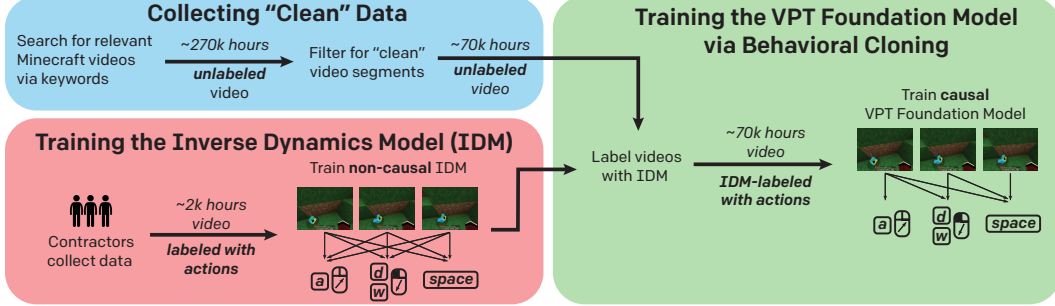 Collecting “Clean” Data
Search for relevant
Minecraft videos
via keywords
~270k hours
unlabeled
video
Filter for “clean”
video segments
~70k hours
unlabeled
video
Training the Inverse Dynamics Model (IDM)
Contractors
collect data
~2k hours
video
labeled with
actions
Train non-causal IDM
a
d
w
space
Training the VPT Foundation Model
via Behavioral Cloning
Label videos
with IDM
~70k hours
video
IDM-labeled
with actions
Train causal
VPT Foundation Model
a
d
w
space